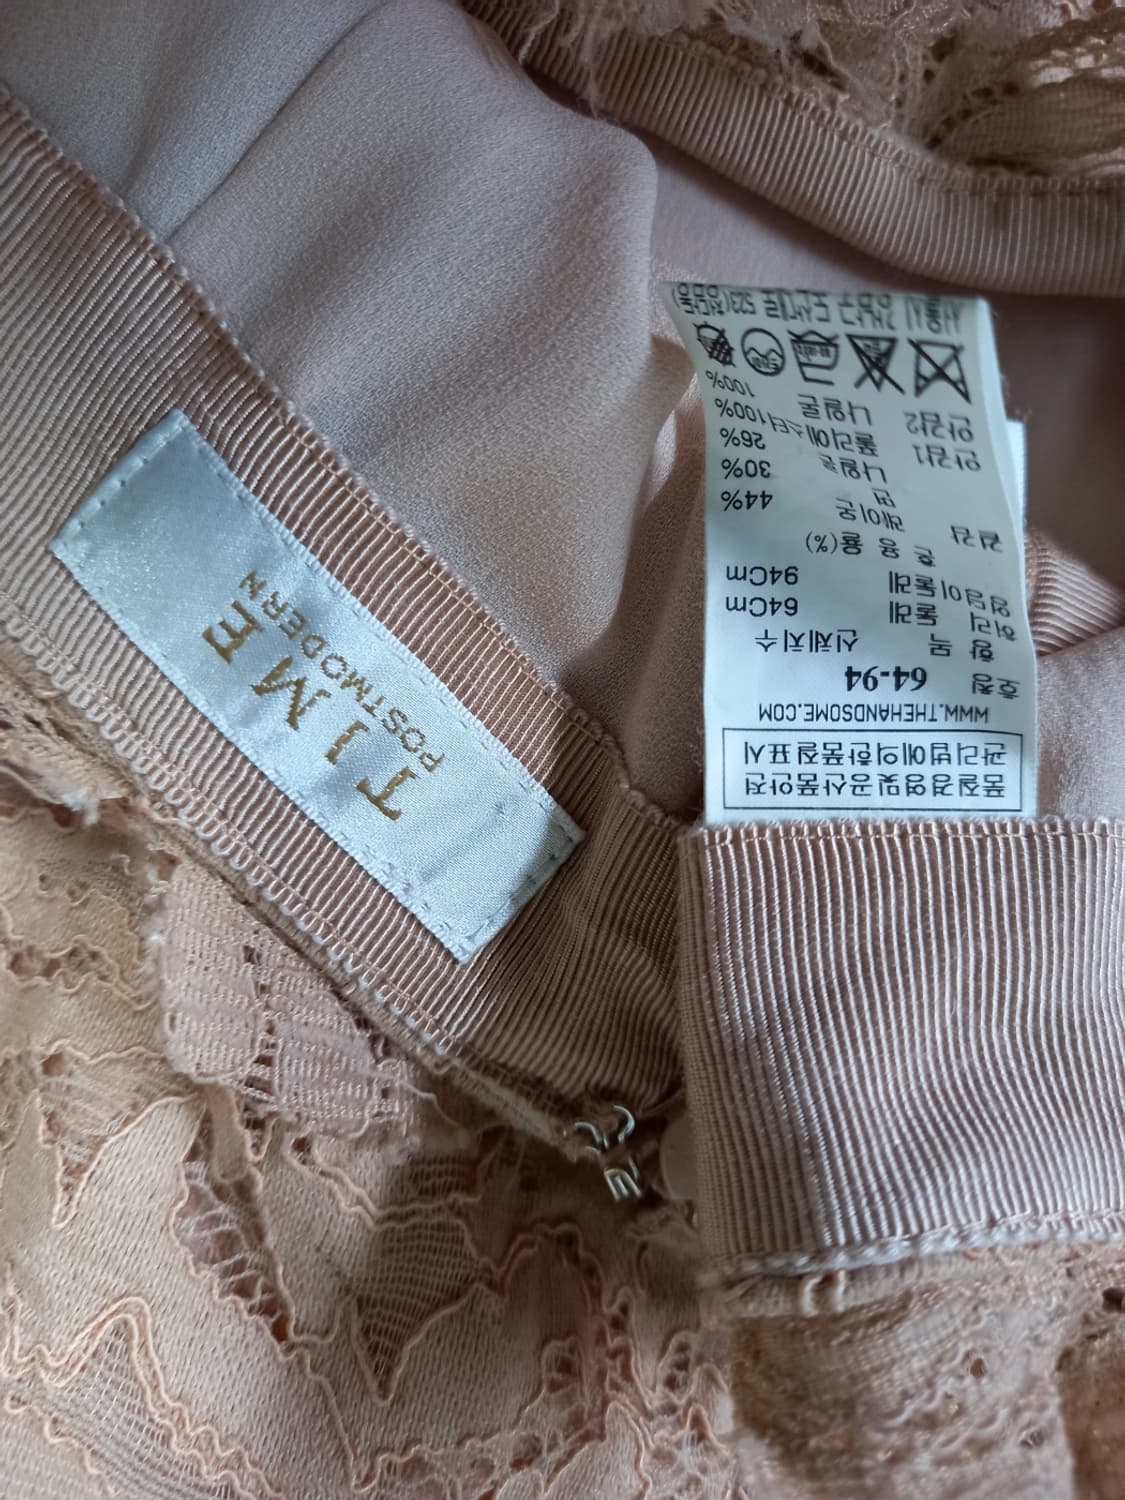 TIME
POSTMODERN
품질경영및공산품안전
관리법에의한품질표시
WWW.THEHANDSOME.COM
호칭 64-94
항 목 신체치수
허리 둘레 64Cm
엉덩이둘레 94Cm
혼 용 율(%)
겉감 레이온 44%
면 30%
나일론 26%
안감1 폴리에스터100%
안감2 나일론 100%